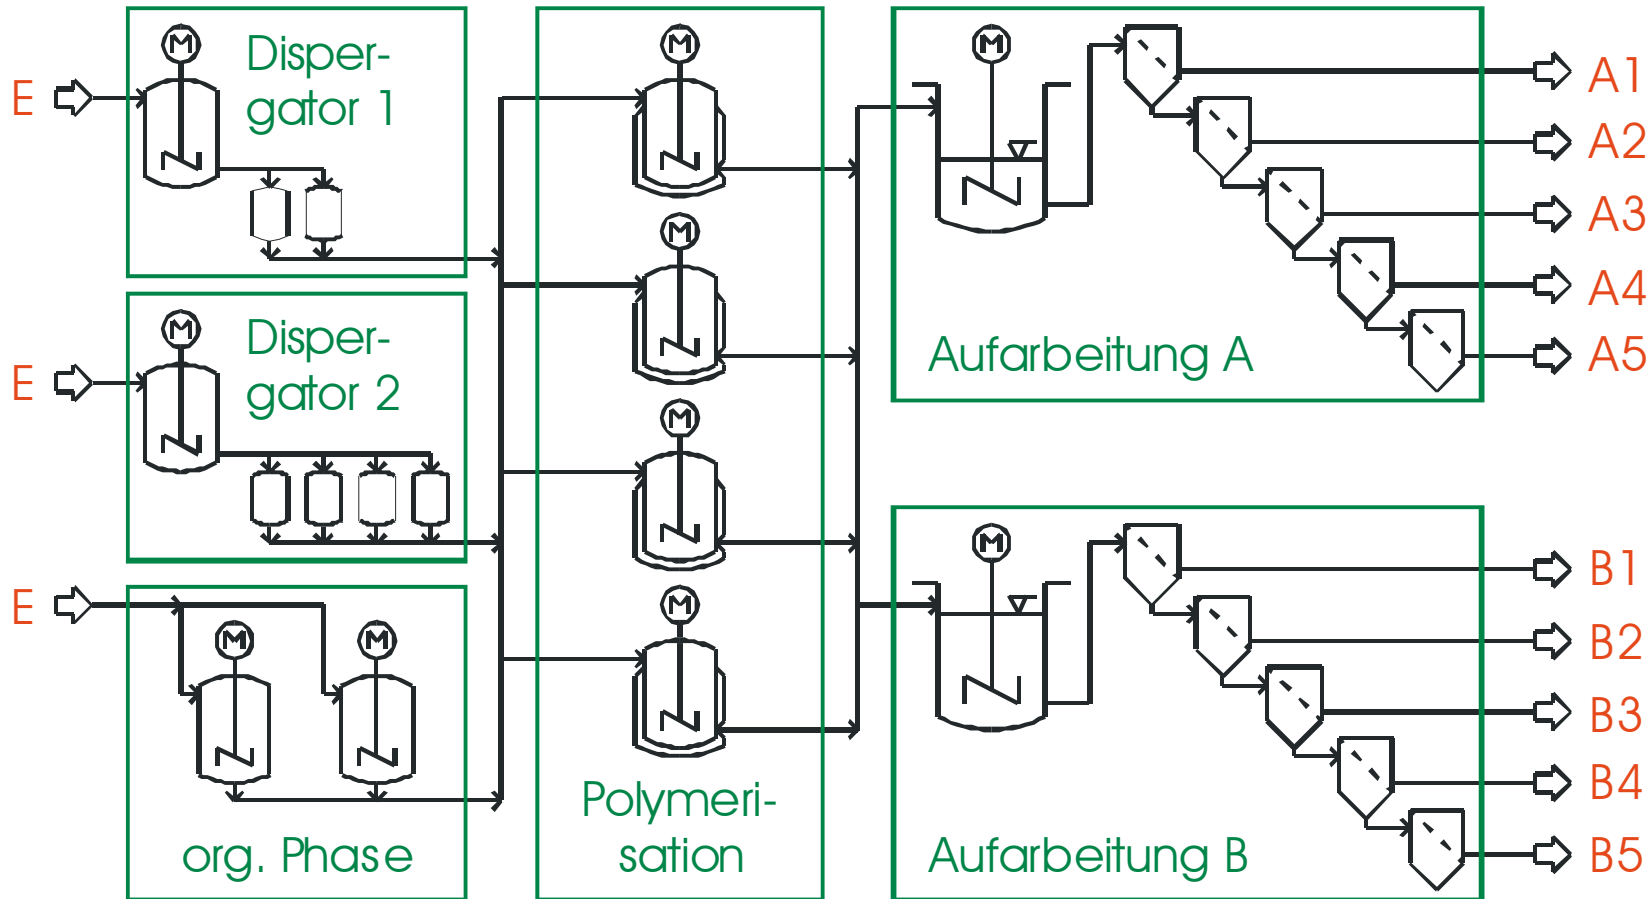 E
M
Disper-
gator 1
E
M
Disper-
gator 2
E
M
M
org. Phase
M
M
M
M
Polymeri-
sation
M
Aufarbeitung A
A1
A2
A3
A4
A5
M
Aufarbeitung B
B1
B2
B3
B4
B5